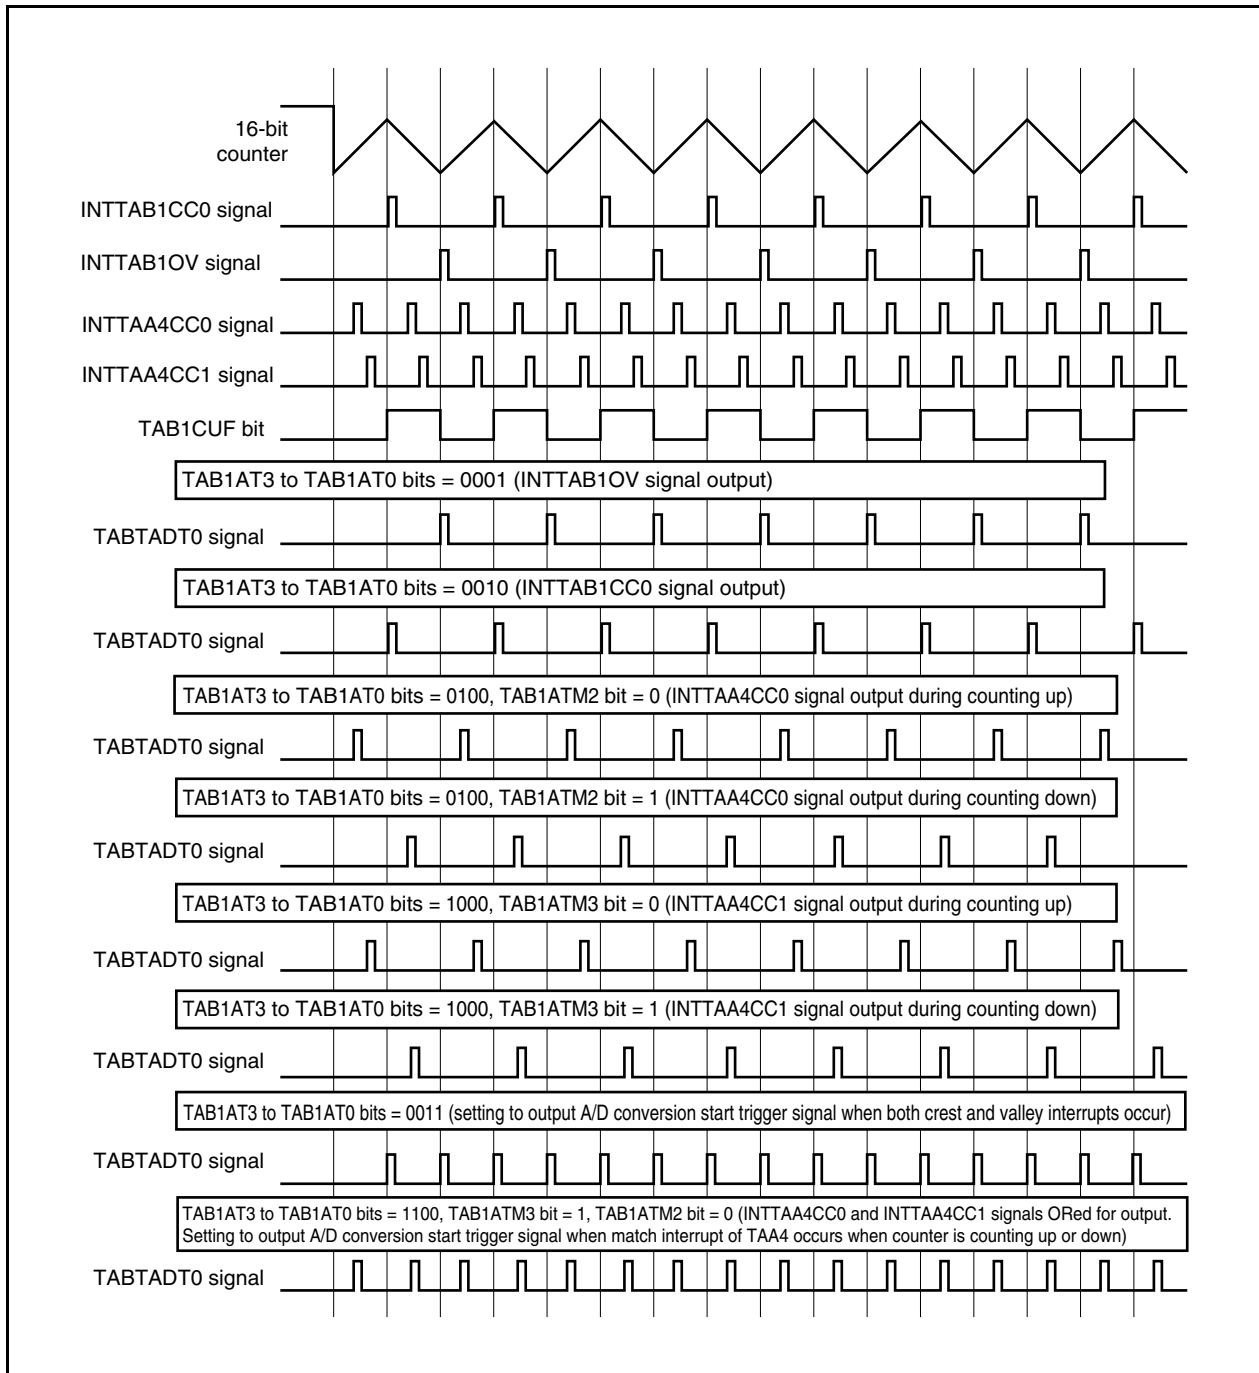 16-bit
counter
INTTAB1CC0 signal
INTTAB1OV signal
INTTAA4CC0 signal
INTTAA4CC1 signal
TAB1CUF bit
TAB1AT3 to TAB1AT0 bits = 0001 (INTTAB1OV signal output)
TABTADT0 signal
TAB1AT3 to TAB1AT0 bits = 0010 (INTTAB1CC0 signal output)
TABTADT0 signal
TAB1AT3 to TAB1AT0 bits = 0100, TAB1ATM2 bit = 0 (INTTAA4CC0 signal output during counting up)
TABTADT0 signal
TAB1AT3 to TAB1AT0 bits = 0100, TAB1ATM2 bit = 1 (INTTAA4CC0 signal output during counting down)
TABTADT0 signal
TAB1AT3 to TAB1AT0 bits = 1000, TAB1ATM3 bit = 0 (INTTAA4CC1 signal output during counting up)
TABTADT0 signal
TAB1AT3 to TAB1AT0 bits = 1000, TAB1ATM3 bit = 1 (INTTAA4CC1 signal output during counting down)
TABTADT0 signal
TAB1AT3 to TAB1AT0 bits = 0011 (setting to output A/D conversion start trigger signal when both crest and valley interrupts occur)
TABTADT0 signal
TAB1AT3 to TAB1AT0 bits = 1100, TAB1ATM3 bit = 1, TAB1ATM2 bit = 0 (INTTAA4CC0 and INTTAA4CC1 signals ORed for output.
Setting to output A/D conversion start trigger signal when match interrupt of TAA4 occurs when counter is counting up or down)
TABTADT0 signal